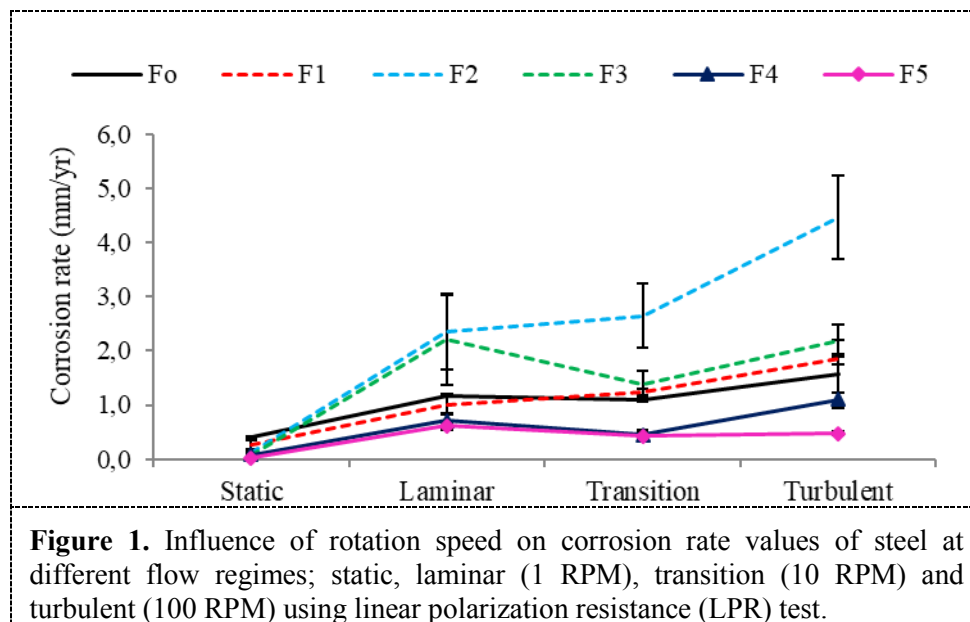 Fo F1 F2 F3 F4 F5
Corrosion rate (mm/yr)
6,0
5,0
4,0
3,0
2,0
1,0
0,0
Static Laminar Transition Turbulent
Figure 1. Influence of rotation speed on corrosion rate values of steel at
different flow regimes; static, laminar (1 RPM), transition (10 RPM) and
turbulent (100 RPM) using linear polarization resistance (LPR) test.